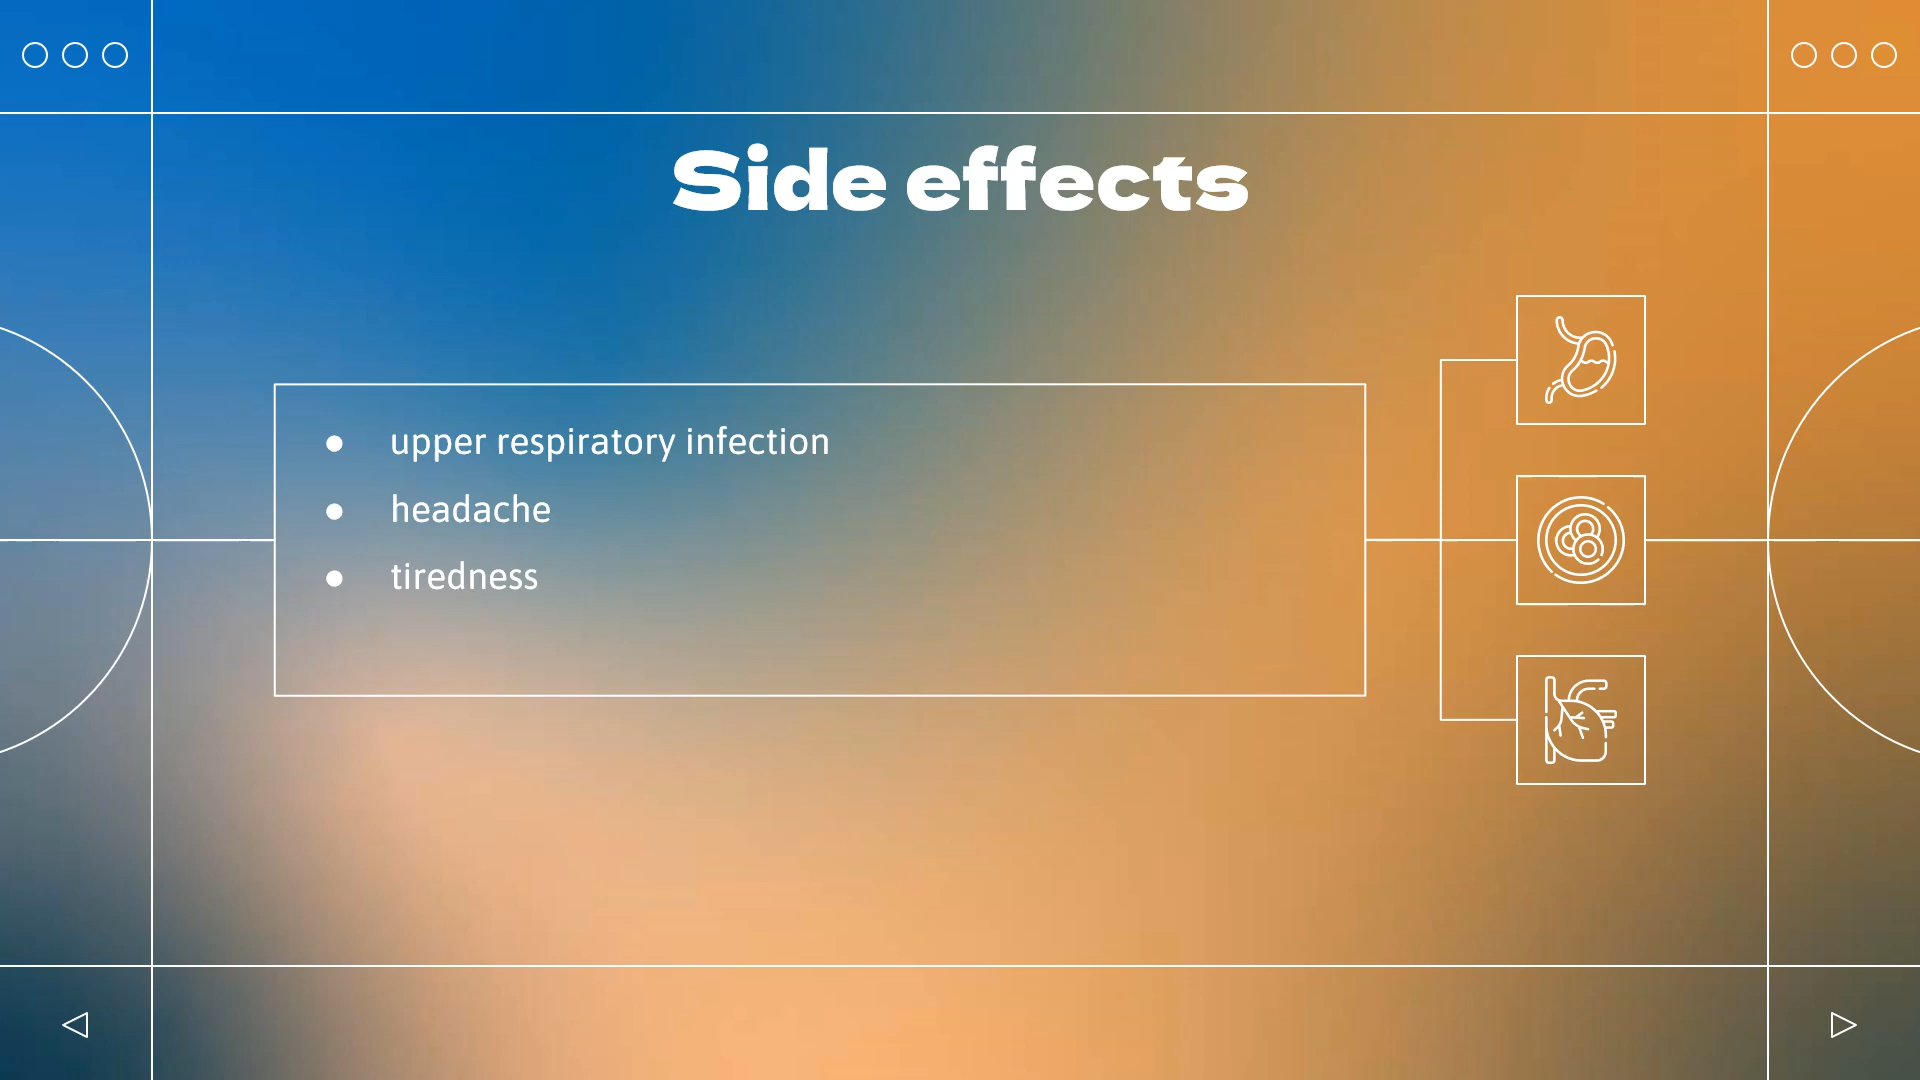 Side effects
● upper respiratory infection
● headache
● tiredness